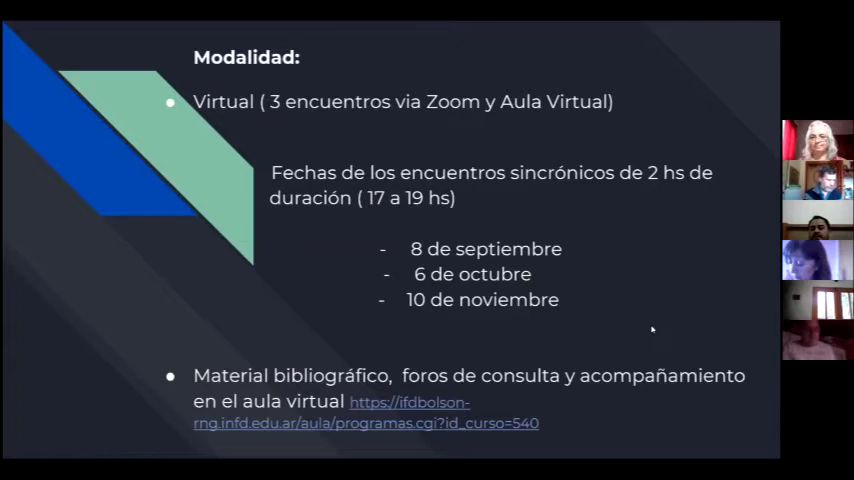 Modalidad:
● Virtual ( 3 encuentros via Zoom y Aula Virtual)
Fechas de los encuentros sincrónicos de 2 hs de
duración ( 17 a 19 hs)
- 8 de septiembre
- 6 de octubre
- 10 de noviembre
● Material bibliográfico, foros de consulta y acompañamiento
en el aula virtual https://ifdbolson-
rng.infd.edu.ar/aula/programas.cgi?id_curso=540